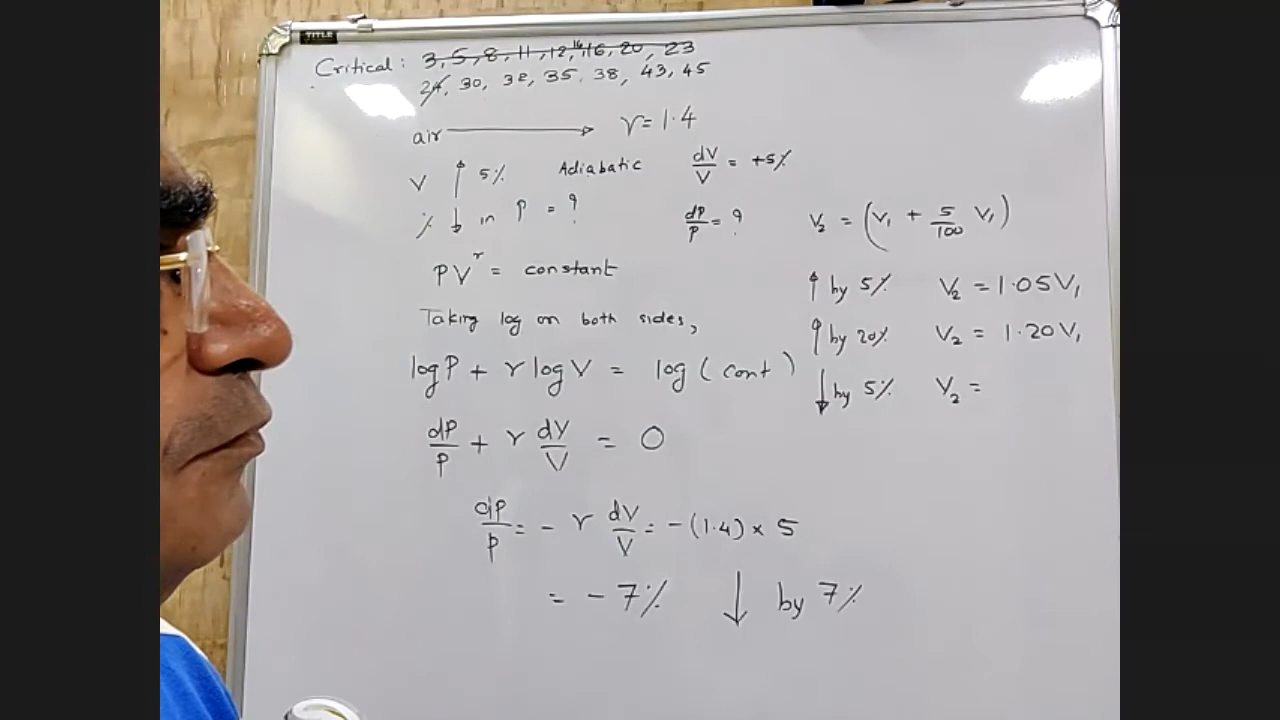 TITLE
Critical: 3, 5, 8, 11, 12, 14, 16, 20, 23
24, 30, 32, 35, 38, 43, 45
air → r = 1.4
V ↑ 5% Adiabatic dV/V = +5%
% ↓ in P = ? dP/P = ?
PV^r = constant
Taking log on both sides,
log P + r log V = log (cont)
dP/P + r dV/V = 0
dP/P = - r dV/V = -(1.4) × 5
= - 7% ↓ by 7%
V₂ = (V₁ + 5/100 V₁)
↑ by 5% V₂ = 1.05V₁
↑ by 20% V₂ = 1.20V₁
↓ by 5% V₂ =